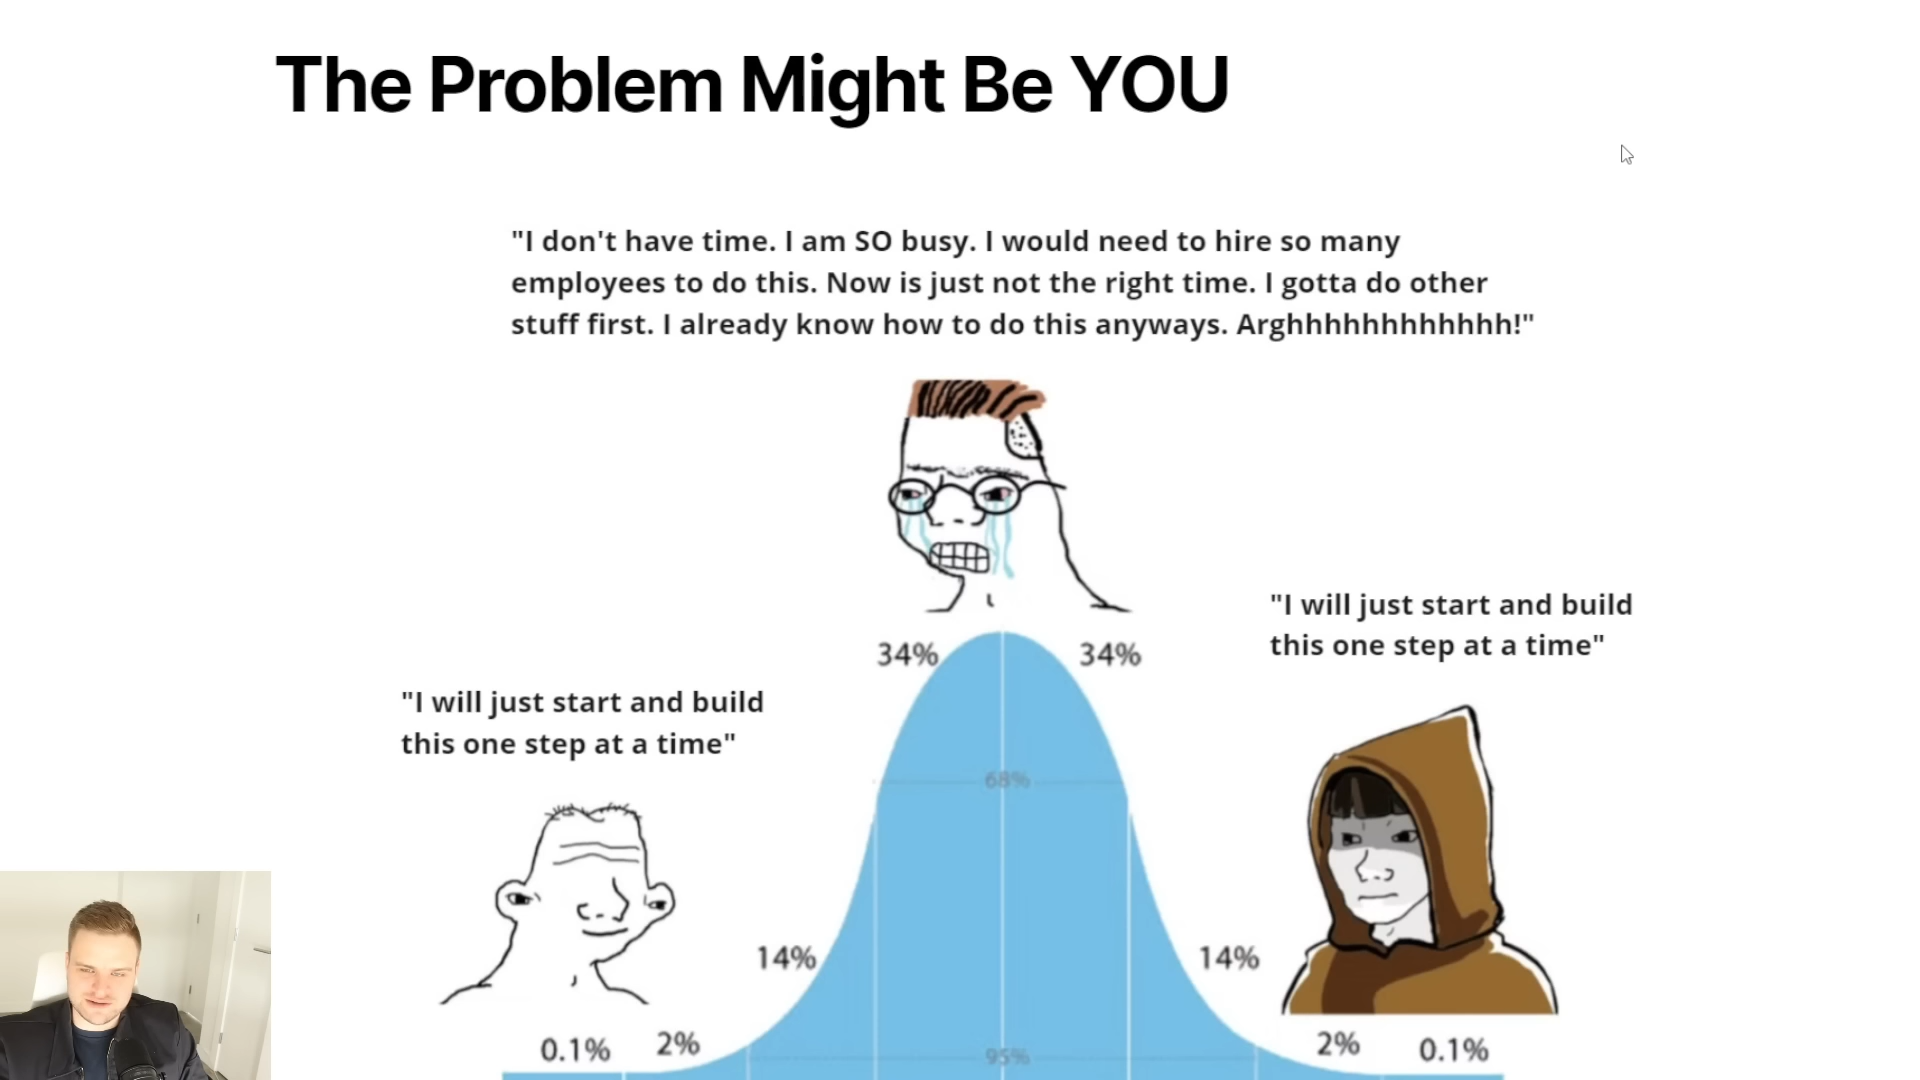 The Problem Might Be YOU
"I don't have time. I am SO busy. I would need to hire so many
employees to do this. Now is just not the right time. I gotta do other
stuff first. I already know how to do this anyways. Arghhhhhhhhhhhh!"
"I will just start and build
this one step at a time"
34%
34%
"I will just start and build
this one step at a time"
68%
14%
14%
0.1%
2%
95%
2%
0.1%